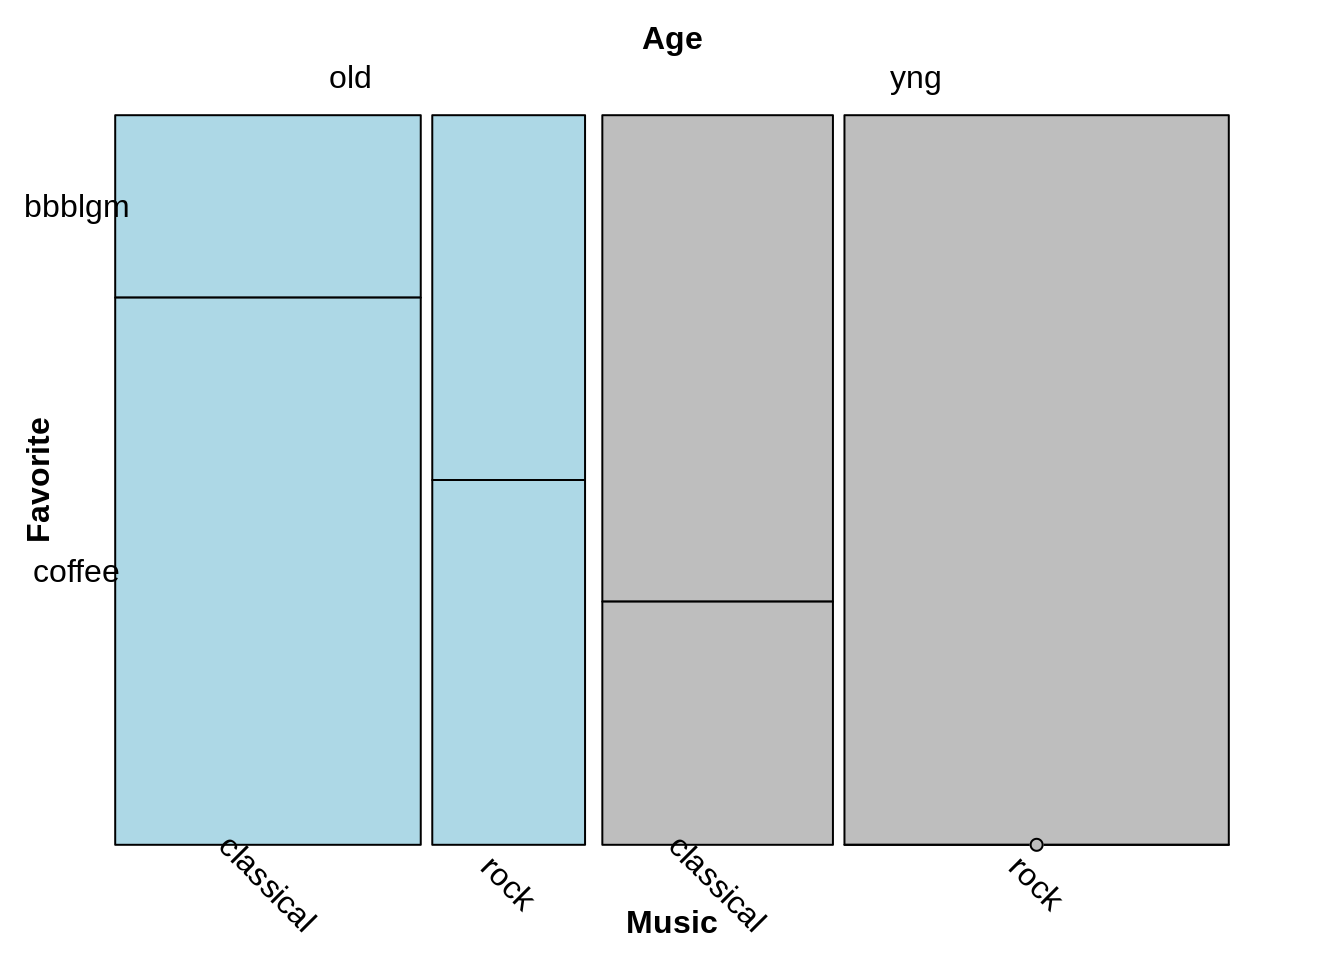 Age
old
yng
bbblgm
Favorite
coffee
classical
rock
classical
rock
Music